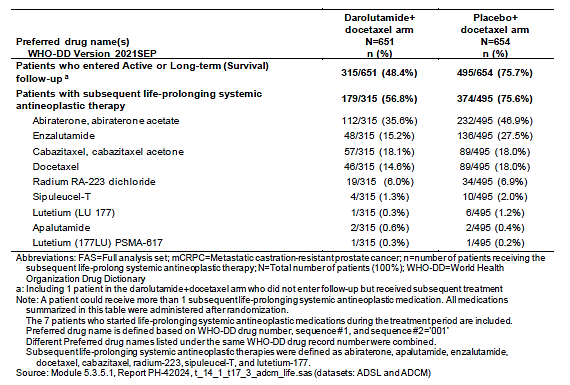 Darolutamide+ Placebo+
docetaxel arm docetaxel arm
Preferred drug name(s) N=651 N=654
WHO-DD Version 2021SEP n (%) n (%)
Patients who entered Active or Long-term (Survival)
follow-up a 315/651 (48.4%) 495/654 (75.7%)
Patients with subsequent life-prolonging systemic
antineoplastic therapy 179/315 (56.8%) 374/495 (75.6%)
Abiraterone, abiraterone acetate 112/315 (35.6%) 232/495 (46.9%)
Enzalutamide 48/315 (15.2%) 136/495 (27.5%)
Cabazitaxel, cabazitaxel acetone 57/315 (18.1%) 89/495 (18.0%)
Docetaxel 46/315 (14.6%) 89/495 (18.0%)
Radium RA-223 dichloride 19/315 (6.0%) 34/495 (6.9%)
Sipuleucel-T 4/315 (1.3%) 10/495 (2.0%)
Lutetium (LU 177) 1/315 (0.3%) 6/495 (1.2%)
Apalutamide 2/315 (0.6%) 2/495 (0.4%)
Lutetium (177LU) PSMA-617 1/315 (0.3%) 1/495 (0.2%)
Abbreviations: FAS=Full analysis set; mCRPC=Metastatic castration-resistant prostate cancer; n=number of patients receiving the
subsequent life-prolong systemic antineoplastic therapy; N=Total number of patients (100%); WHO-DD=World Health
Organization Drug Dictionary
a: Including 1 patient in the darolutamide+docetaxel arm who did not enter follow-up but received subsequent treatment
Note: A patient could receive more than 1 subsequent life-prolonging systemic antineoplastic medication. All medications
summarized in this table were administered after randomization.
The 7 patients who started life-prolonging systemic antineoplastic medications during the treatment period are included.
Preferred name is defined based on WHO-DD drug number, sequence #1, and sequence #2='001'
Different Preferred drug names listed under the same WHO-DD drug record number were combined.
Subsequent life-prolonging systemic antineoplastic therapies were defined as abiraterone, apalutamide, enzalutamide,
docetaxel, cabazitaxel, radium-223, sipuleucel-T, and lutetium-177.
Source: Module 5.3.5.1, Report PH-42024, t_14_1_t17_3_adcm_life.sas (datasets: ADSL and ADCM)